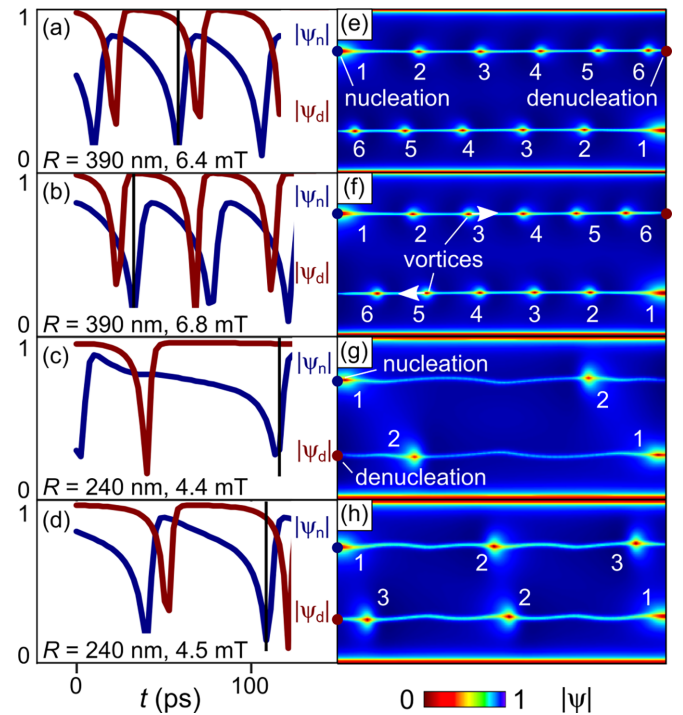 (a)
1
|ψn|
|ψd|
0
R = 390 nm, 6.4 mT
(e)
1 2 3 4 5 6
nucleation denucleation
6 5 4 3 2 1
(b)
1
|ψn|
|ψd|
0
R = 390 nm, 6.8 mT
(f)
1 2 3 4 5 6
vortices
6 5 4 3 2 1
(c)
1
|ψn|
|ψd|
0
R = 240 nm, 4.4 mT
(g)
nucleation
1 2
2 1
denucleation
(d)
1
|ψn|
|ψd|
0
R = 240 nm, 4.5 mT
(h)
1 2 3
3 2 1
0 100
t (ps)
0 1 |ψ|